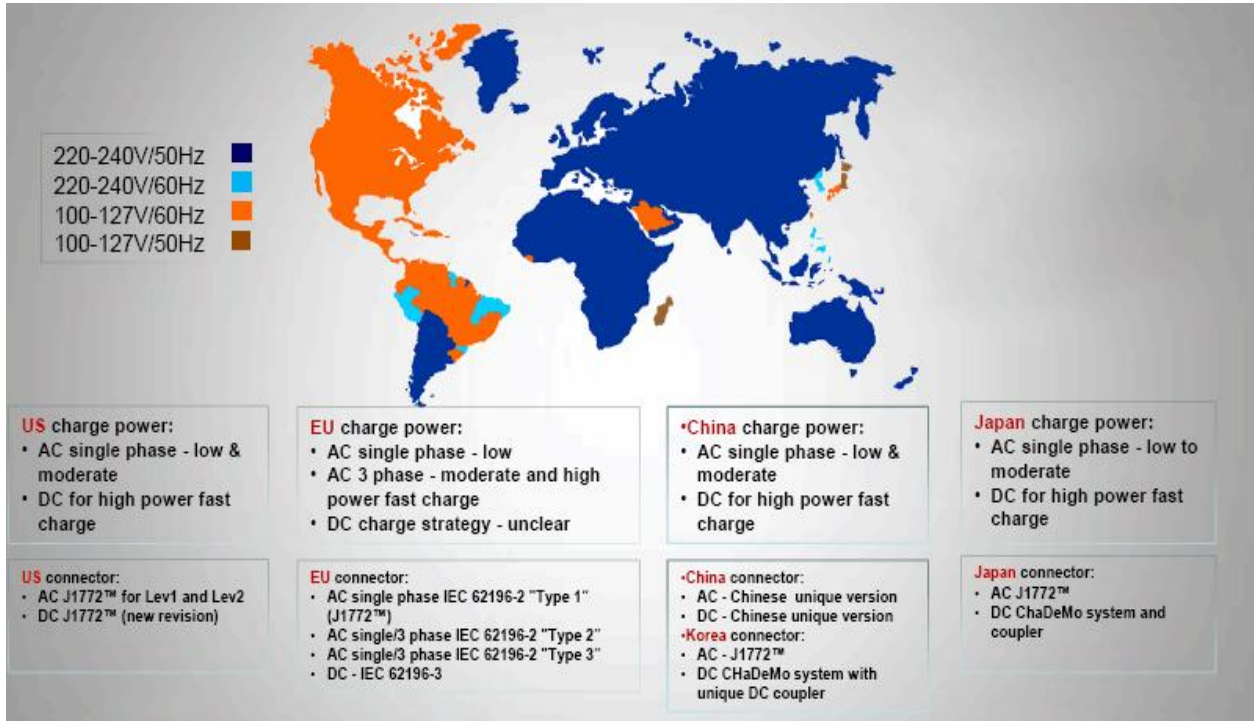 220-240V/50Hz
220-240V/60Hz
100-127V/60Hz
100-127V/50Hz
US charge power:
• AC single phase - low &
moderate
• DC for high power fast
charge
EU charge power:
• AC single phase - low
• AC 3 phase - moderate and high
power fast charge
• DC charge strategy - unclear
•China charge power:
• AC single phase - low &
moderate
• DC for high power fast
charge
Japan charge power:
• AC single phase - low to
moderate
• DC for high power fast
charge
US connector:
• AC J1772™ for Lev1 and Lev2
• DC J1772™ (new revision)
EU connector:
• AC single phase IEC 62196-2 "Type 1"
(J1772™)
• AC single/3 phase IEC 62196-2 "Type 2"
• AC single/3 phase IEC 62196-2 "Type 3"
• DC - IEC 62196-3
•China connector:
• AC - Chinese unique version
• DC - Chinese unique version
•Korea connector:
• AC - J1772™
• DC CHaDeMo system with
unique DC coupler
Japan connector:
• AC J1772™
• DC ChaDeMo system and
coupler